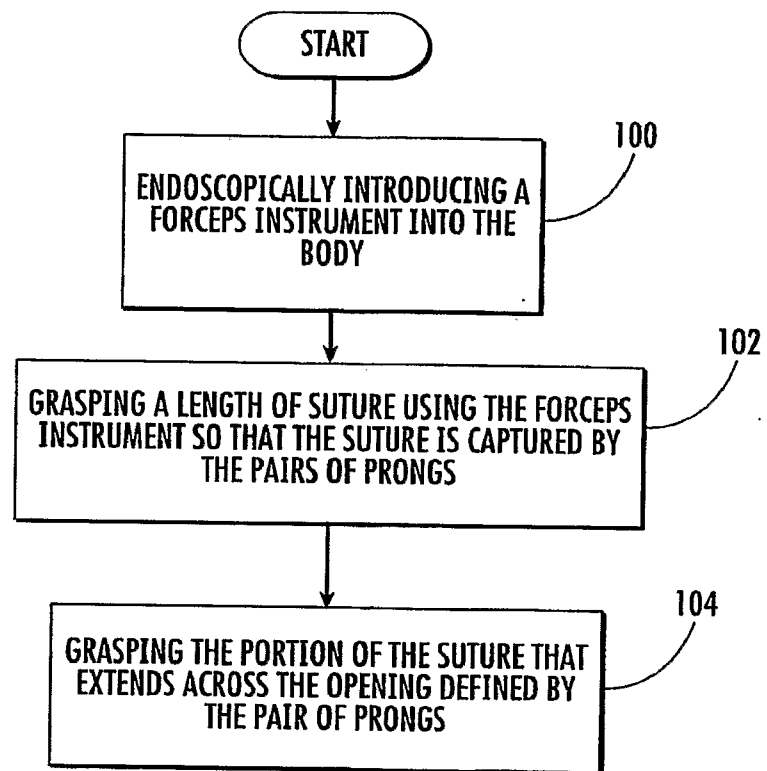 START
100
ENDOSCOPICALLY INTRODUCING A
FORCEPS INSTRUMENT INTO THE
BODY
102
GRASPING A LENGTH OF SUTURE USING THE FORCEPS
INSTRUMENT SO THAT THE SUTURE IS CAPTURED BY
THE PAIRS OF PRONGS
104
GRASPING THE PORTION OF THE SUTURE THAT
EXTENDS ACROSS THE OPENING DEFINED BY
THE PAIR OF PRONGS